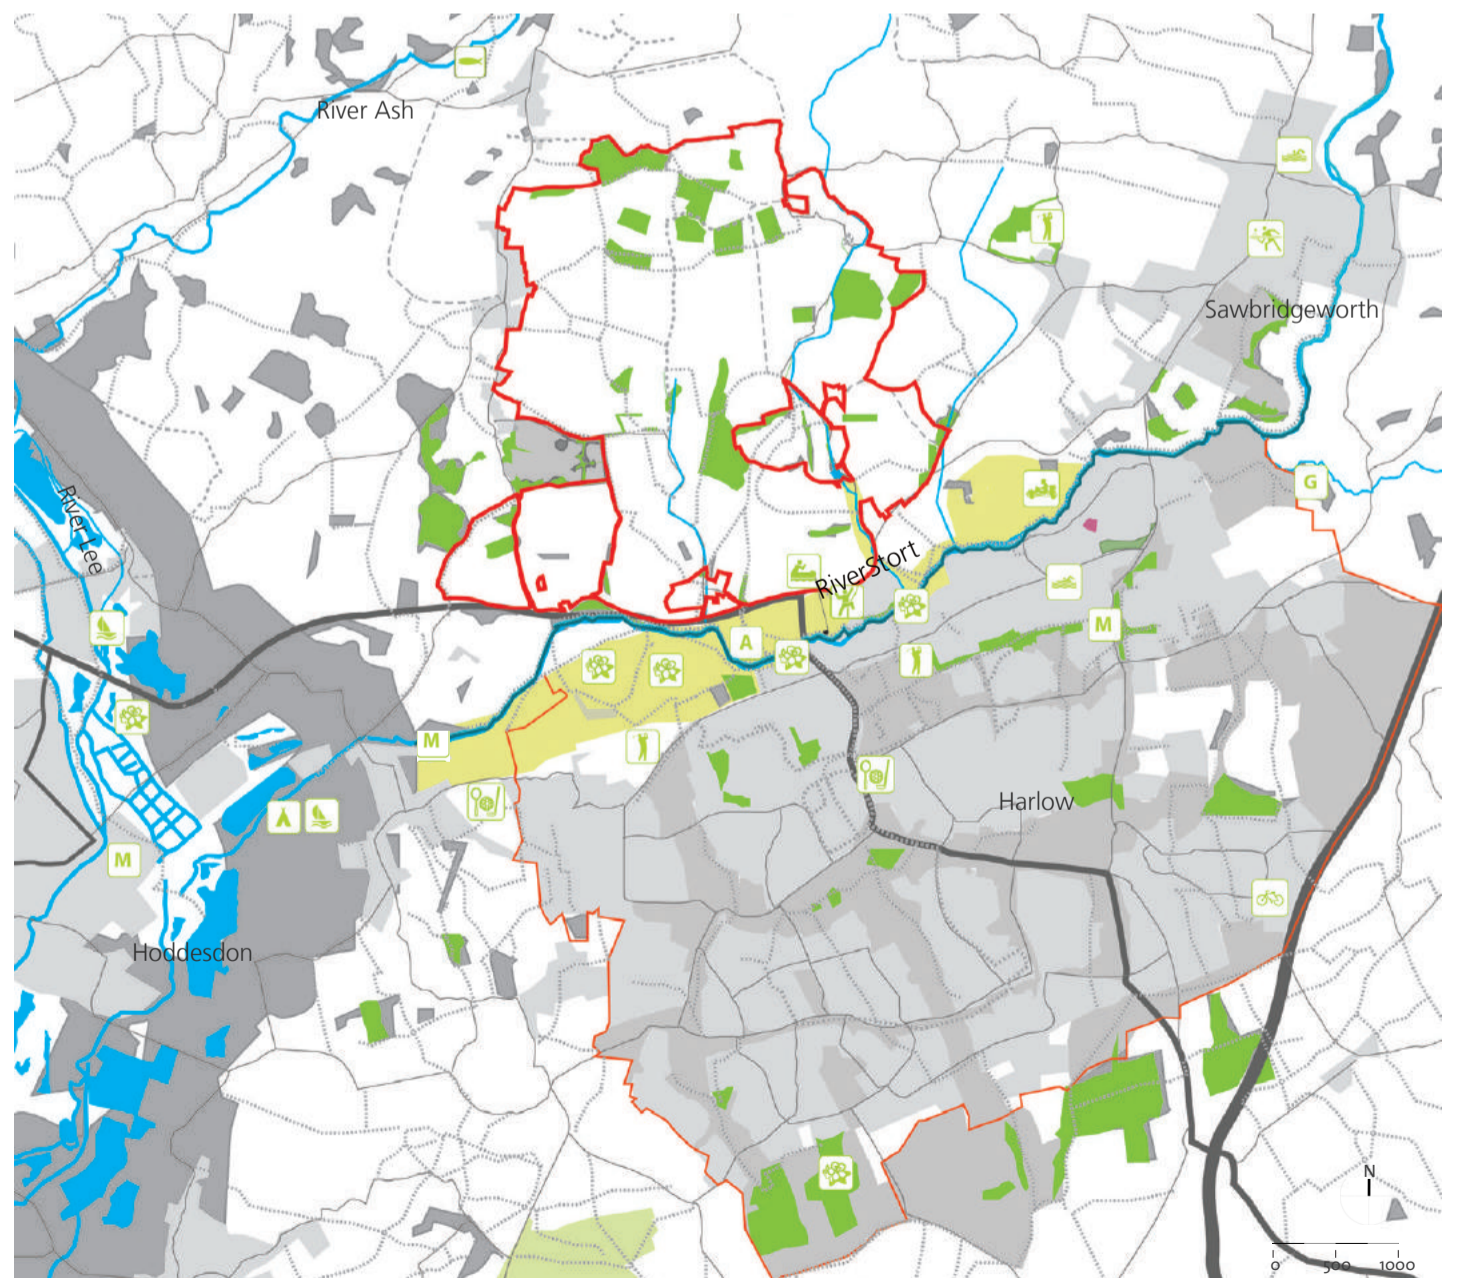 River Ash
Sawbridgeworth
G
River Lee
RiverStort
M
A
M
Harlow
M
Hoddesdon
N
0 500 1000